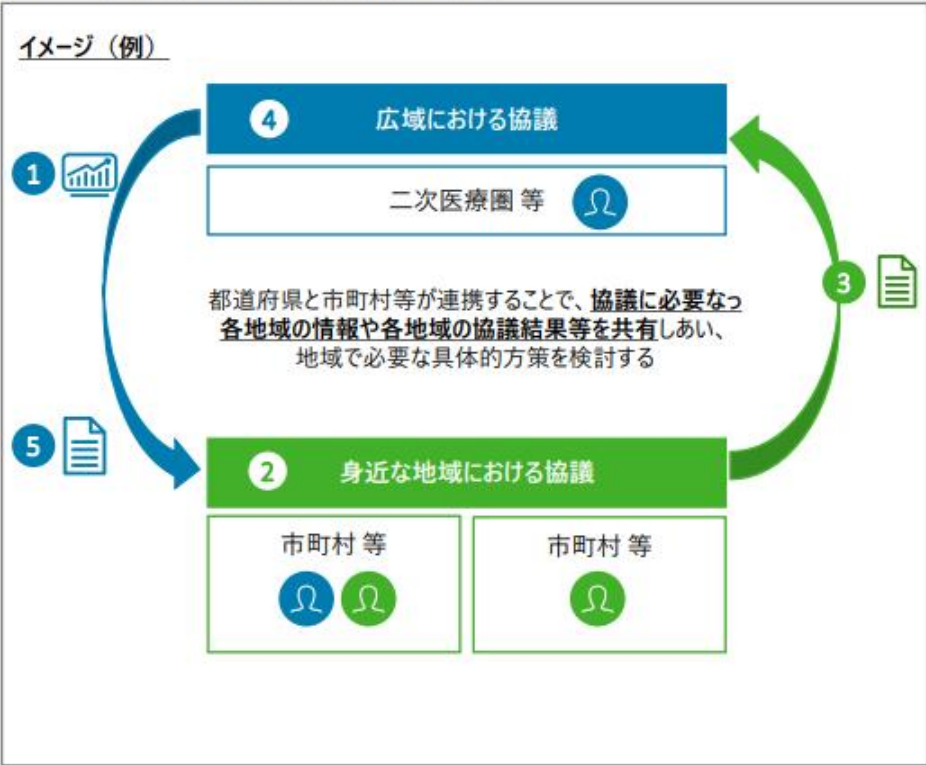 イメージ（例）
4 広域における協議
1
二次医療圏 等
3
都道府県と市町村等が連携することで、協議に必要なっ
各地域の情報や各地域の協議結果等を共有しあい、
地域で必要な具体的方策を検討する
5
2 身近な地域における協議
市町村 等
市町村 等